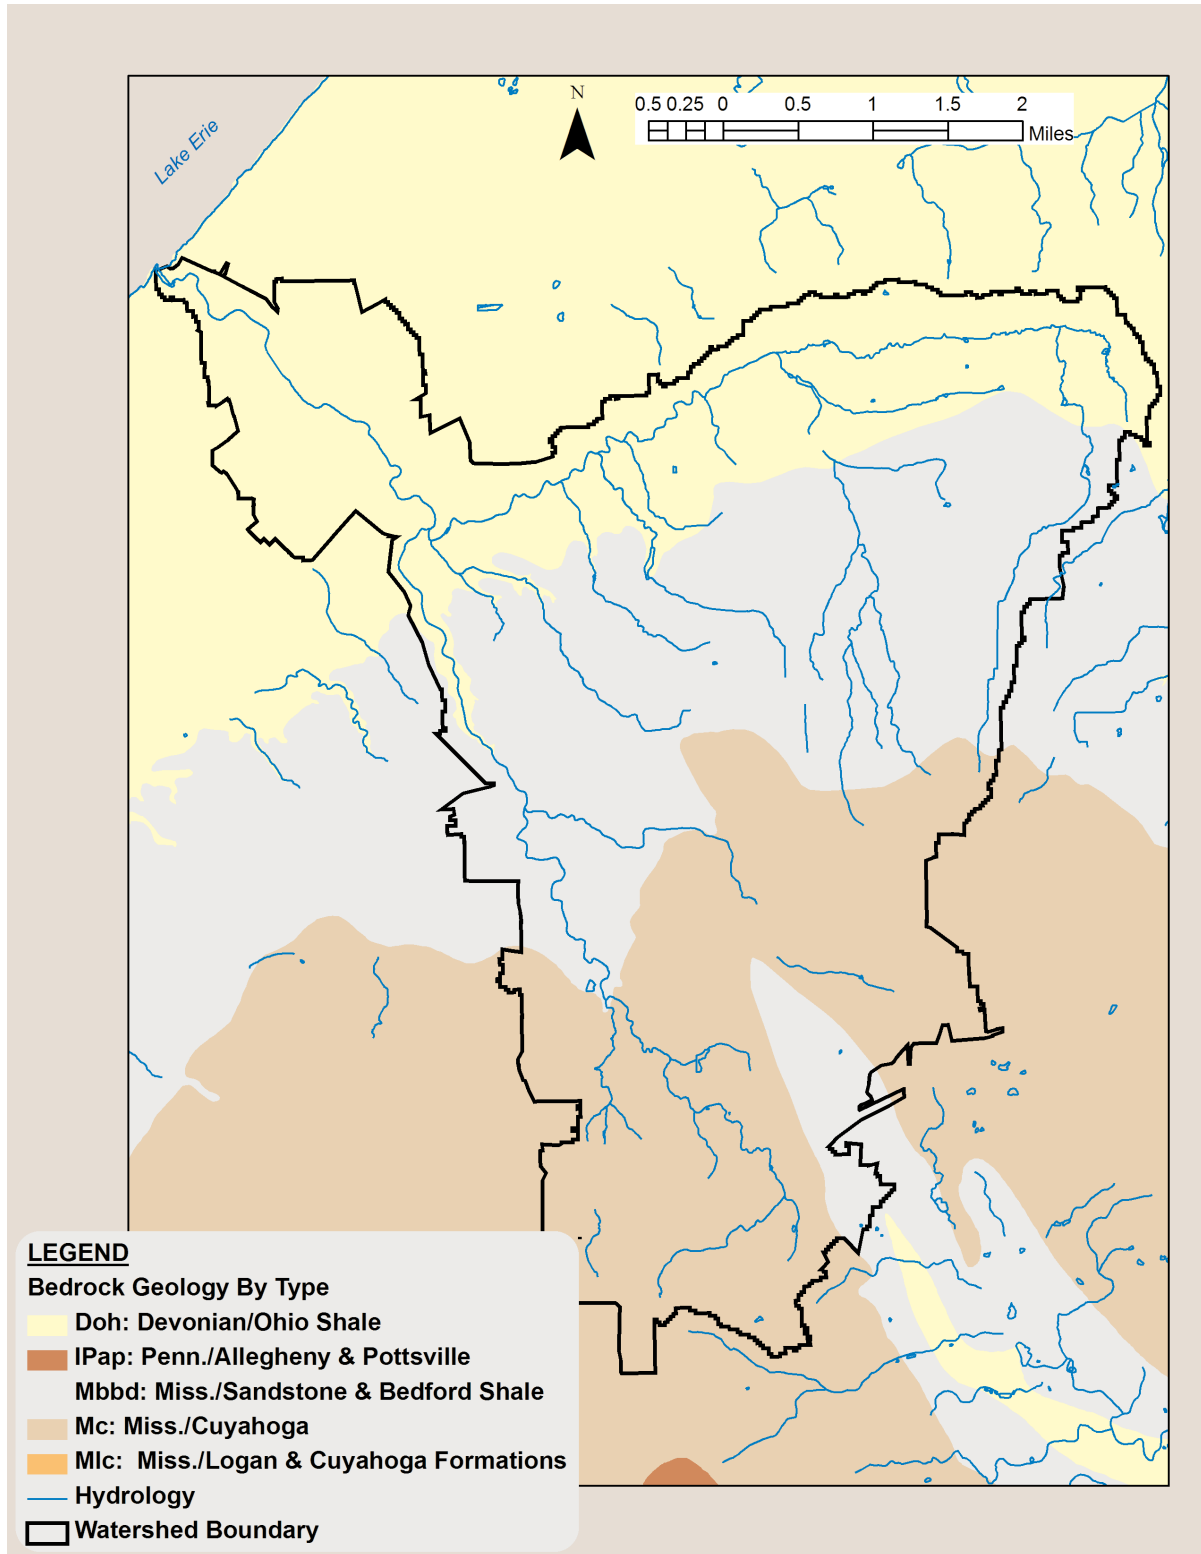 N
0.5 0.25 0 0.5 1 1.5 2
Miles
Lake Erie
LEGEND
Bedrock Geology By Type
Doh: Devonian/Ohio Shale
IPap: Penn./Allegheny & Pottsville
Mbbd: Miss./Sandstone & Bedford Shale
Mc: Miss./Cuyahoga
Mlc: Miss./Logan & Cuyahoga Formations
Hydrology
Watershed Boundary